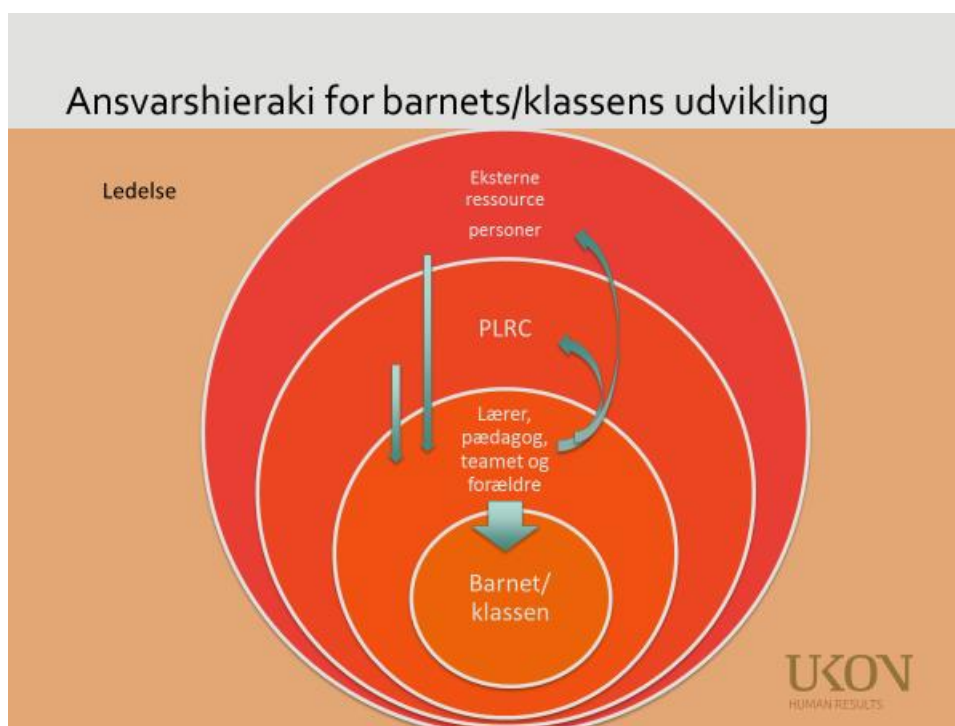 Ansvarshieraki for barnets/klassens udvikling
Ledelse
Eksterne
ressource
personer
PLRC
Lærer,
pædagog,
teamet og
forældre
Barnet/
klassen
UKON
HUMAN RESULTS